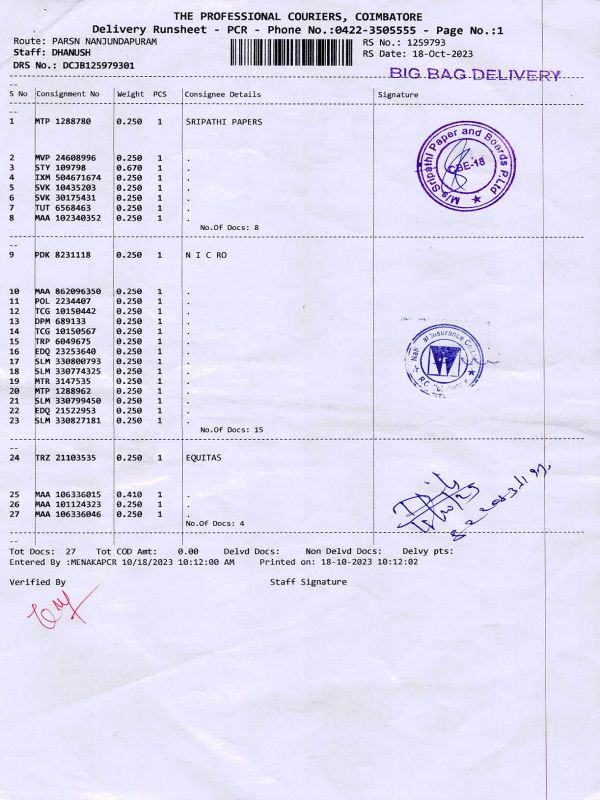 THE PROFESSIONAL COURIERS, COIMBATORE
Delivery Runsheet - PCR - Phone No.:0422-3505555 - Page No.:1
Route: PARSN NANJUNDAPURAM RS No.: 1259793
Staff: DHANUSH RS Date: 18-Oct-2023
DRS No.: DCJB125979301
BIG BAG DELIVERY
S No Consignment No Weight PCS Consignee Details Signature
1 MTP 1288780 0.250 1 SRIPATHI PAPERS
M/s Sripathi Paper and Boards P.Ltd
CBE-18
2 MVP 24608996 0.250 1 .
3 STY 109798 0.670 1 .
4 IXM 504671674 0.250 1 .
5 SVK 10435203 0.250 1 .
6 SVK 30175431 0.250 1 .
7 TUT 6568463 0.250 1 .
8 MAA 102340352 0.250 1 .
No.Of Docs: 8
9 PDK 8231118 0.250 1 N I C RO
10 MAA 862096350 0.250 1 .
11 POL 2234407 0.250 1 .
12 TCG 10150442 0.250 1 .
13 DPM 689133 0.250 1 .
14 TCG 10150567 0.250 1 .
15 TRP 6049675 0.250 1 .
16 EDQ 23253640 0.250 1 .
17 SLM 330800793 0.250 1 .
18 SLM 330774325 0.250 1 .
19 MTR 3147535 0.250 1 .
20 MTP 1288962 0.250 1 .
21 SLM 330799450 0.250 1 .
22 EDQ 21522953 0.250 1 .
23 SLM 330827181 0.250 1 .
No.Of Docs: 15
Insurance Co
24 TRZ 21103535 0.250 1 EQUITAS
25 MAA 106336015 0.410 1 .
26 MAA 101124323 0.250 1 .
27 MAA 106336046 0.250 1 .
No.Of Docs: 4
Tot Docs: 27 Tot COD Amt: 0.00 Delvd Docs: Non Delvd Docs: Delvy pts:
Entered By :MENAKAPCR 10/18/2023 10:12:00 AM Printed on: 18-10-2023 10:12:02
Verified By Staff Signature